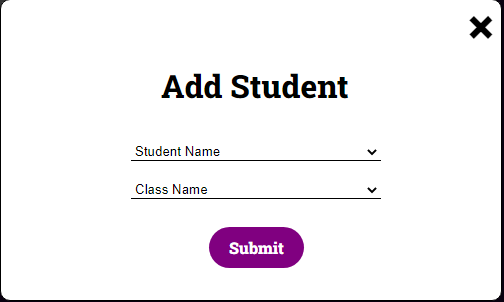 Add Student
Student Name
Class Name
Submit